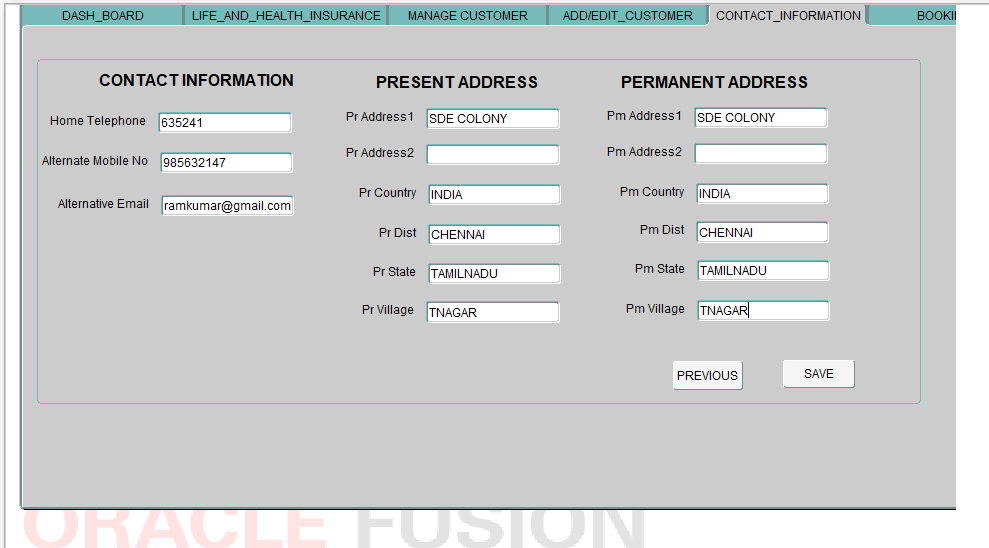 DASH_BOARD LIFE_AND_HEALTH_INSURANCE MANAGE CUSTOMER ADD/EDIT_CUSTOMER CONTACT_INFORMATION
CONTACT INFORMATION PRESENT ADDRESS PERMANENT ADDRESS
Home Telephone 635241 Pr Address1 SDE COLONY Pm Address1 SDE COLONY
Alternate Mobile No 985632147 Pr Address2 Pm Address2
Alternative Email ramkumar@gmail.com Pr Country INDIA Pm Country INDIA
Pr Dist CHENNAI Pm Dist CHENNAI
Pr State TAMILNADU Pm State TAMILNADU
Pr Village TNAGAR Pm Village TNAGAR
PREVIOUS SAVE
ORACLE FUSION